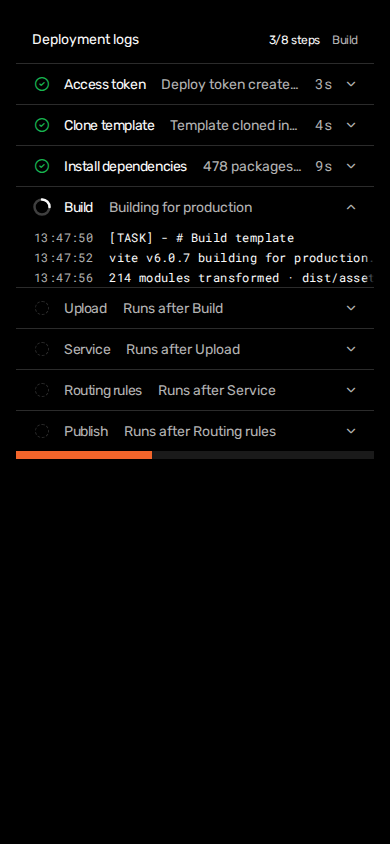 Deployment logs 3/8 steps Build
Access token Deploy token create... 3 s
Clone template Template cloned in... 4 s
Install dependencies 478 packages... 9 s
Build Building for production
13:47:50 [TASK] - # Build template
13:47:52 vite v6.0.7 building for production.
13:47:56 214 modules transformed · dist/asset
Upload Runs after Build
Service Runs after Upload
Routing rules Runs after Service
Publish Runs after Routing rules